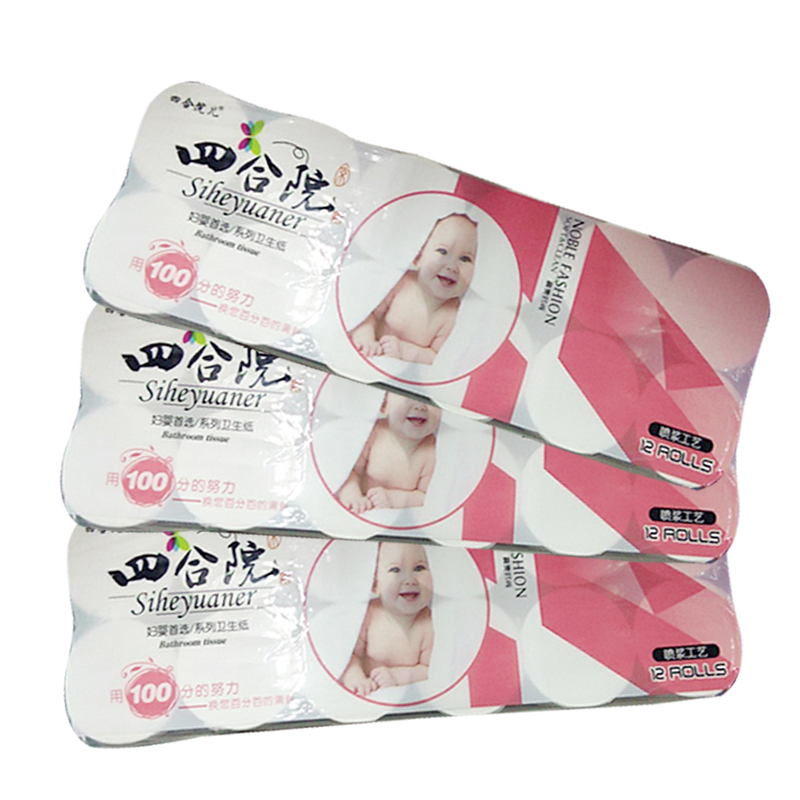 四合院儿®
四合院
Siheyuaner
妇婴首选/系列卫生纸
Bathroom tissue
用100分的努力
换您百分百的满
NOBLE FASHION
SOFT & CLEAN
12 ROLLS
喷浆工艺
四合院
Siheyuaner
妇婴首选/系列卫生纸
Bathroom tissue
用100分的努力
换您百分百的满
喷浆工艺
12 ROLLS
四合院
Siheyuaner
妇婴首选/系列卫生纸
Bathroom tissue
用100分的努力
换您百分百的满
SHION
喷浆工艺
12 ROLLS